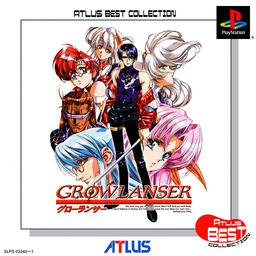 ATLUS BEST COLLECTION
PlayStation
GROWLANSER
グローランサー
ATLUS
BEST
COLLECTION
SLPS 03240~1
ATLUS